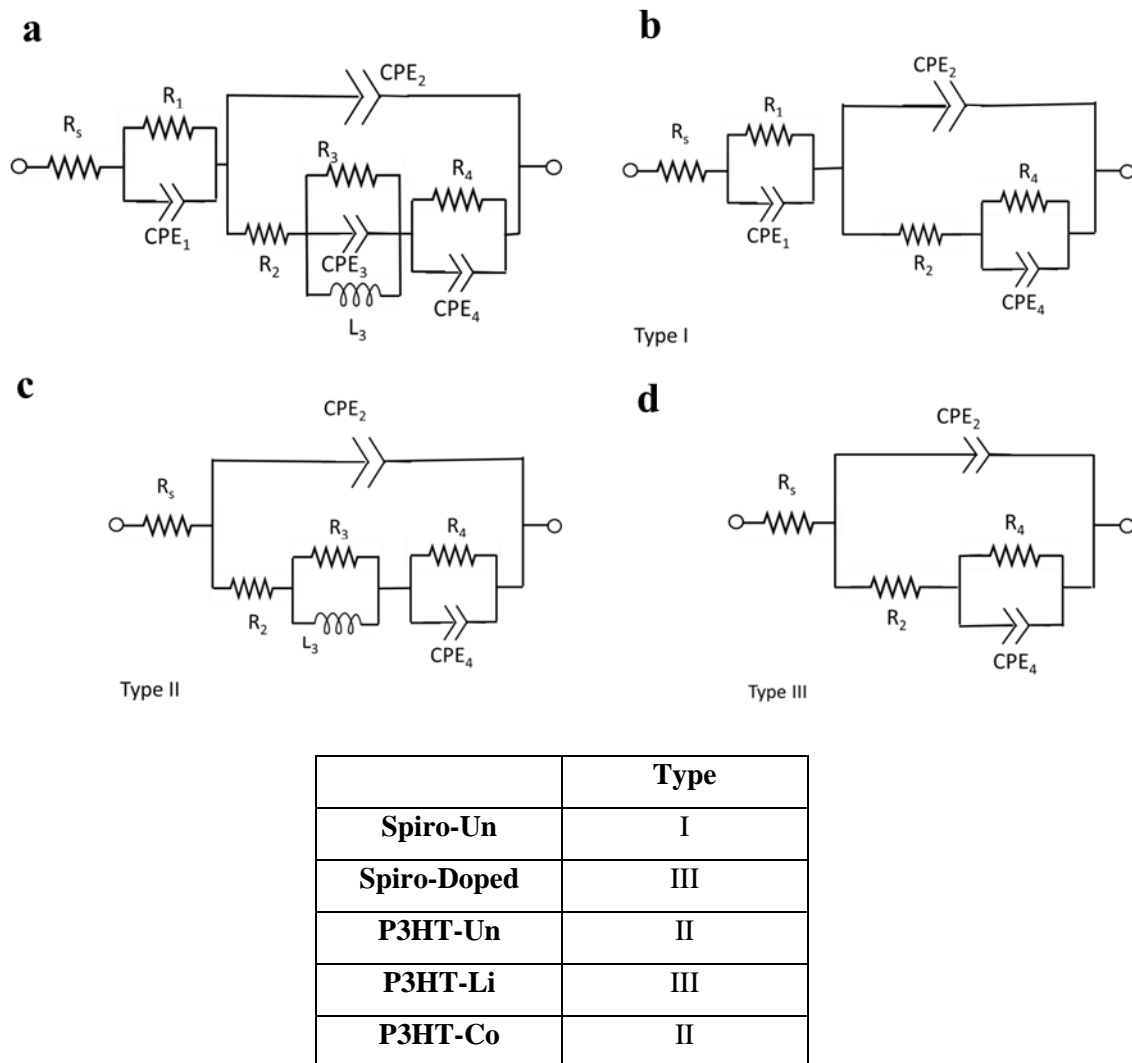 a
CPE₂
R₁
Rₛ
R₃
R₄
CPE₁
R₂
CPE₃
L₃
CPE₄
b
CPE₂
R₁
Rₛ
R₄
CPE₁
R₂
CPE₄
Type I
c
CPE₂
Rₛ
R₃
R₄
R₂
L₃
CPE₄
Type II
d
CPE₂
Rₛ
R₄
R₂
CPE₄
Type III
Type
Spiro-Un I
Spiro-Doped III
P3HT-Un II
P3HT-Li III
P3HT-Co II